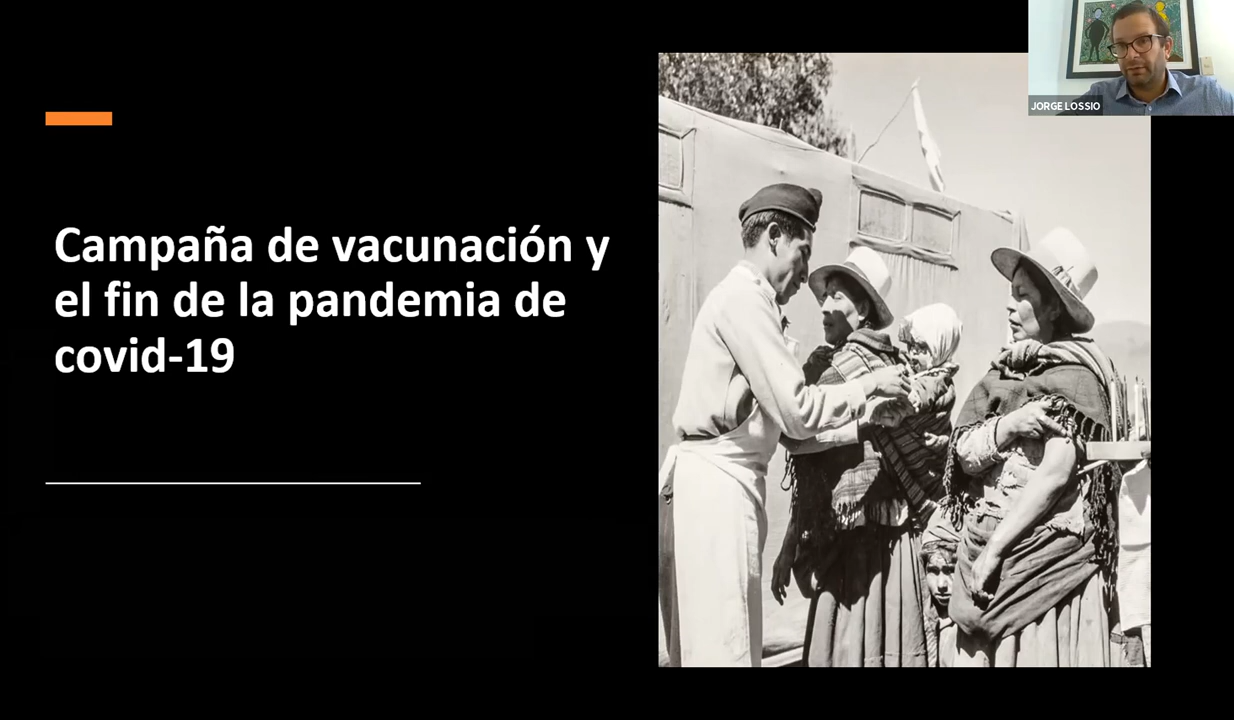 Campaña de vacunación y
el fin de la pandemia de
covid-19
JORGE LOSSIO